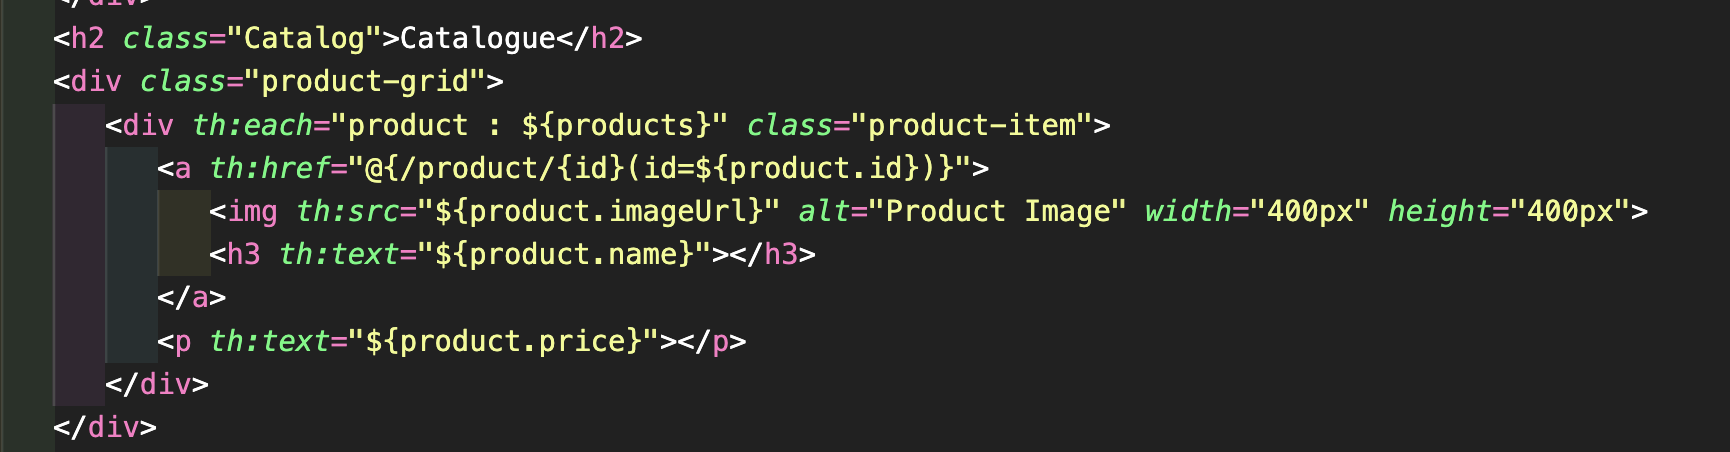 </div>
<h2 class="Catalog">Catalogue</h2>
<div class="product-grid">
<div th:each="product : ${products}" class="product-item">
<a th:href="@{/product/{id}(id=${product.id})}">
<img th:src="${product.imageUrl}" alt="Product Image" width="400px" height="400px">
<h3 th:text="${product.name}"></h3>
</a>
<p th:text="${product.price}"></p>
</div>
</div>